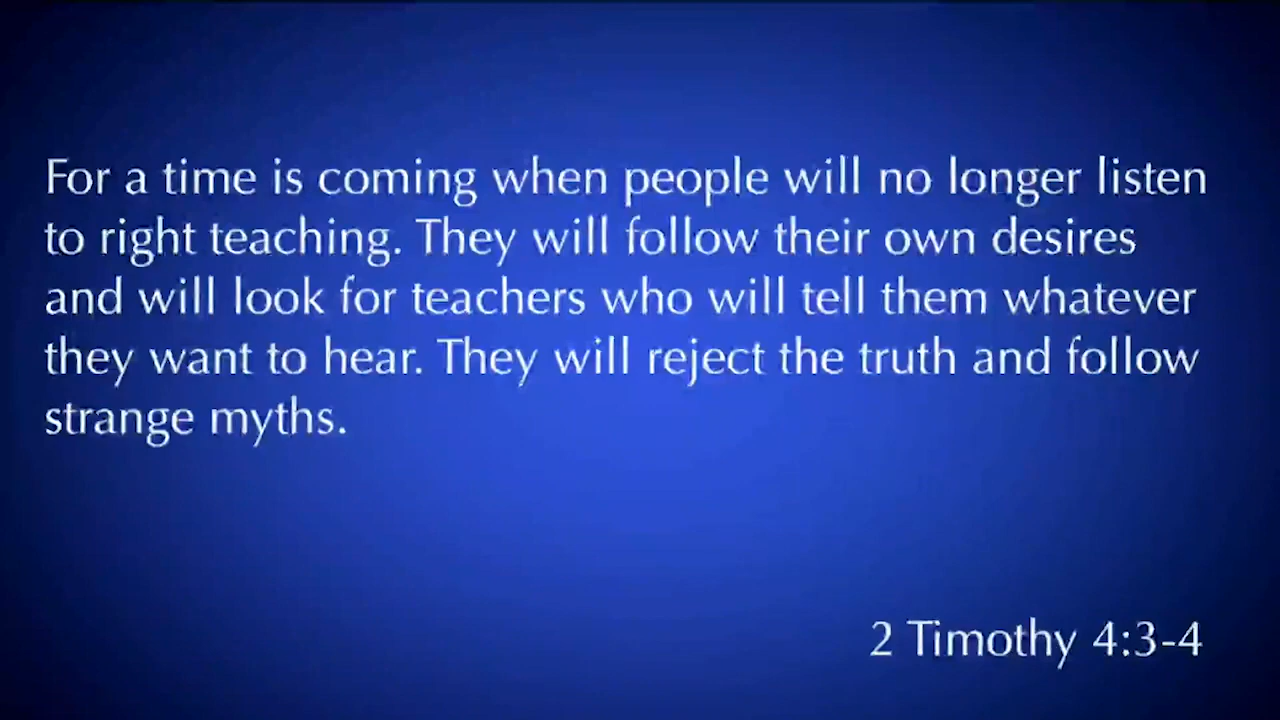 For a time is coming when people will no longer listen
to right teaching. They will follow their own desires
and will look for teachers who will tell them whatever
they want to hear. They will reject the truth and follow
strange myths.
2 Timothy 4:3-4